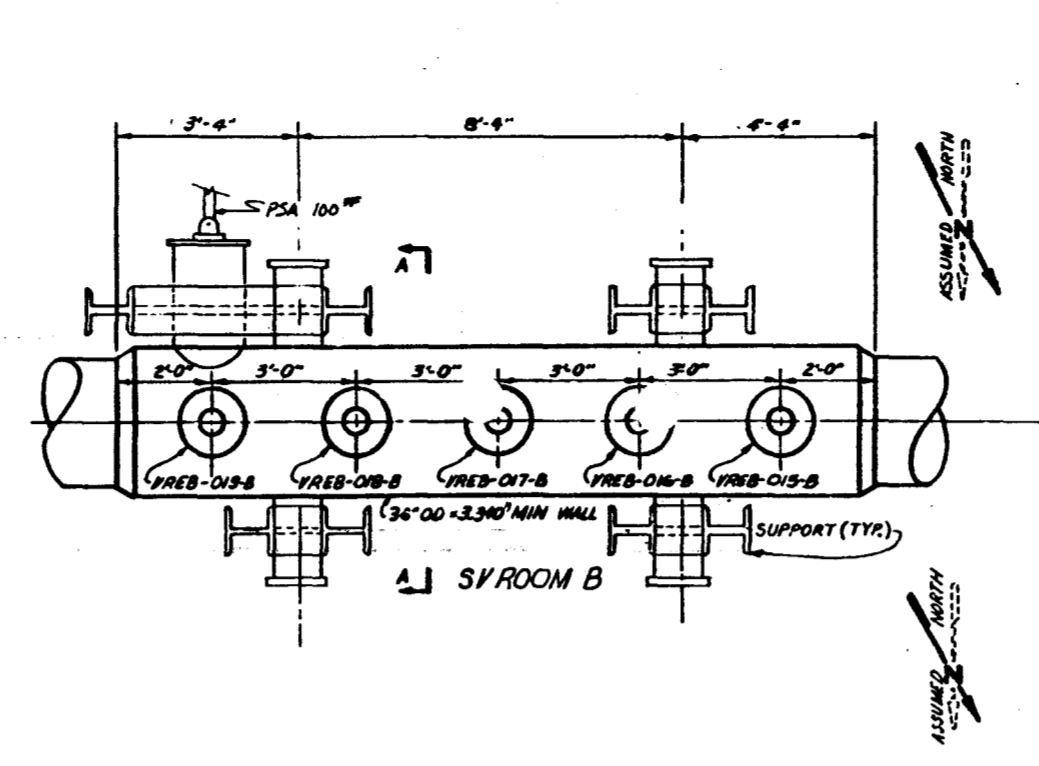 3'-4" 8'-4" 4'-4"
ASSUMED NORTH
N
PSA 100
A
2'-0" 3'-0" 3'-0" 3'-0" 3'-0" 2'-0"
VREB-019-B VREB-018-B VREB-017-B VREB-016-B VREB-015-B
36" OD = 3.340" MIN WALL
SUPPORT (TYP.)
A SV ROOM B
ASSUMED NORTH
N